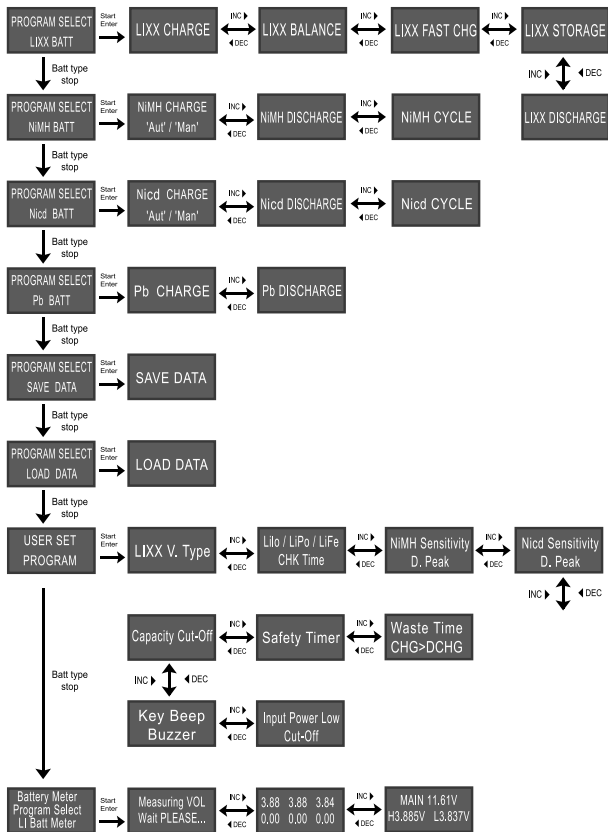 PROGRAM SELECT
LIXX BATT
Start
Enter
LIXX CHARGE
INC
DEC
LIXX BALANCE
INC
DEC
LIXX FAST CHG
INC
DEC
LIXX STORAGE
Batt type
stop
INC
DEC
LIXX DISCHARGE
PROGRAM SELECT
NiMH BATT
Start
Enter
NiMH CHARGE
'Aut' / 'Man'
INC
DEC
NiMH DISCHARGE
INC
DEC
NiMH CYCLE
Batt type
stop
PROGRAM SELECT
Nicd BATT
Start
Enter
Nicd CHARGE
'Aut' / 'Man'
INC
DEC
Nicd DISCHARGE
INC
DEC
Nicd CYCLE
Batt type
stop
PROGRAM SELECT
Pb BATT
Start
Enter
Pb CHARGE
INC
DEC
Pb DISCHARGE
Batt type
stop
PROGRAM SELECT
SAVE DATA
Start
Enter
SAVE DATA
Batt type
stop
PROGRAM SELECT
LOAD DATA
Start
Enter
LOAD DATA
Batt type
stop
USER SET
PROGRAM
Start
Enter
LIXX V. Type
INC
DEC
LiIo / LiPo / LiFe
CHK Time
INC
DEC
NiMH Sensitivity
D. Peak
INC
DEC
Nicd Sensitivity
D. Peak
INC
DEC
Capacity Cut-Off
INC
DEC
Safety Timer
INC
DEC
Waste Time
CHG>DCHG
Batt type
stop
INC
DEC
Key Beep
Buzzer
INC
DEC
Input Power Low
Cut-Off
Battery Meter
Program Select
LI Batt Meter
Start
Enter
Measuring VOL
Wait PLEASE...
INC
DEC
3.88 3.88 3.84
0,00 0,00 0,00
INC
DEC
MAIN 11.61V
H3.885V L3.837V